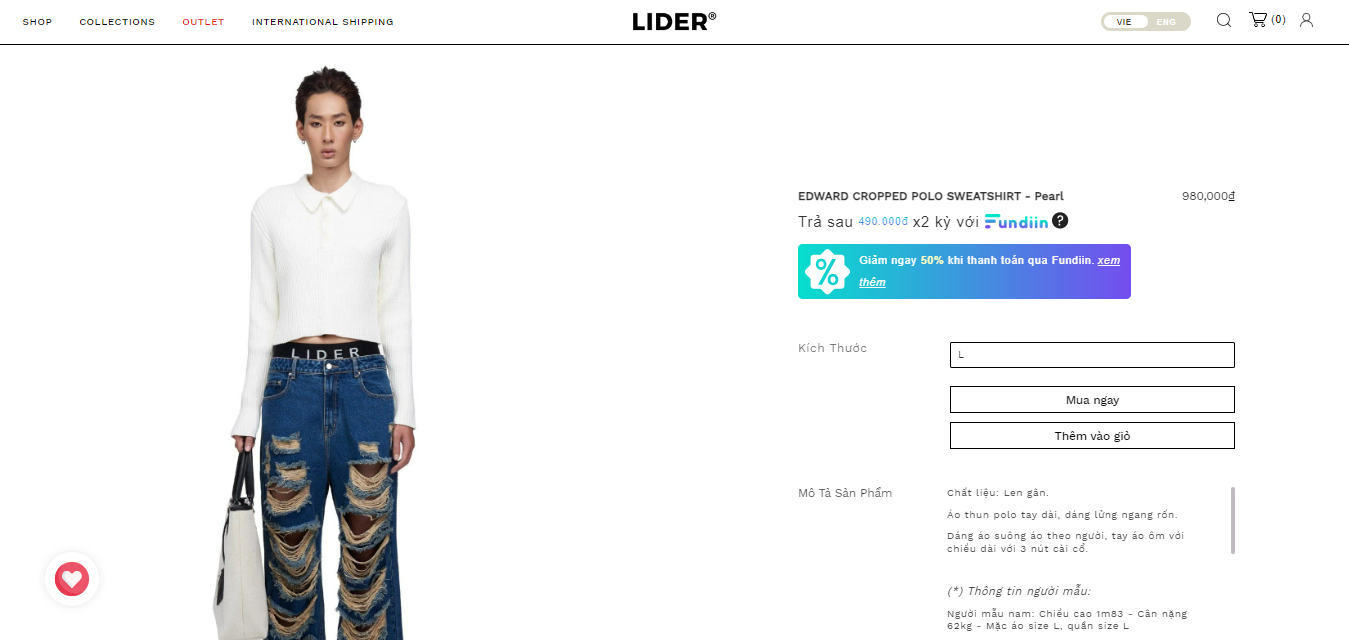 SHOP COLLECTIONS OUTLET INTERNATIONAL SHIPPING LIDER® VIE ENG (0)
EDWARD CROPPED POLO SWEATSHIRT - Pearl 980,000₫
Trả sau 490.000đ x2 kỳ với Fundiin ?
% Giảm ngay 50% khi thanh toán qua Fundiin. xem
thêm
LIDER
Kích Thước L
Mua ngay
Thêm vào giỏ
Mô Tả Sản Phẩm
Chất liệu: Len gân.
Áo thun polo tay dài, dáng lửng ngang rốn.
Dáng áo suông áo theo người, tay áo ôm với
chiều dài với 3 nút cài cổ.
(*) Thông tin người mẫu:
Người mẫu nam: Chiều cao 1m83 - Cân nặng
62kg - Mặc áo size L, quần size L